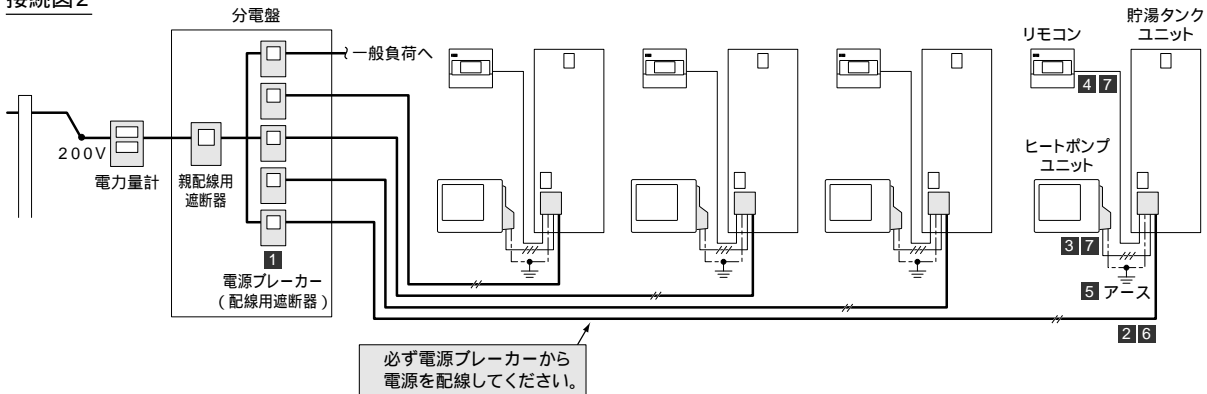 接続図2
分電盤
一般負荷へ
200V
電力量計
親配線用
遮断器
1
電源ブレーカー
(配線用遮断器)
必ず電源ブレーカーから
電源を配線してください。
リモコン
4 7
貯湯タンク
ユニット
ヒートポンプ
ユニット
3 7
5 アース
2 6